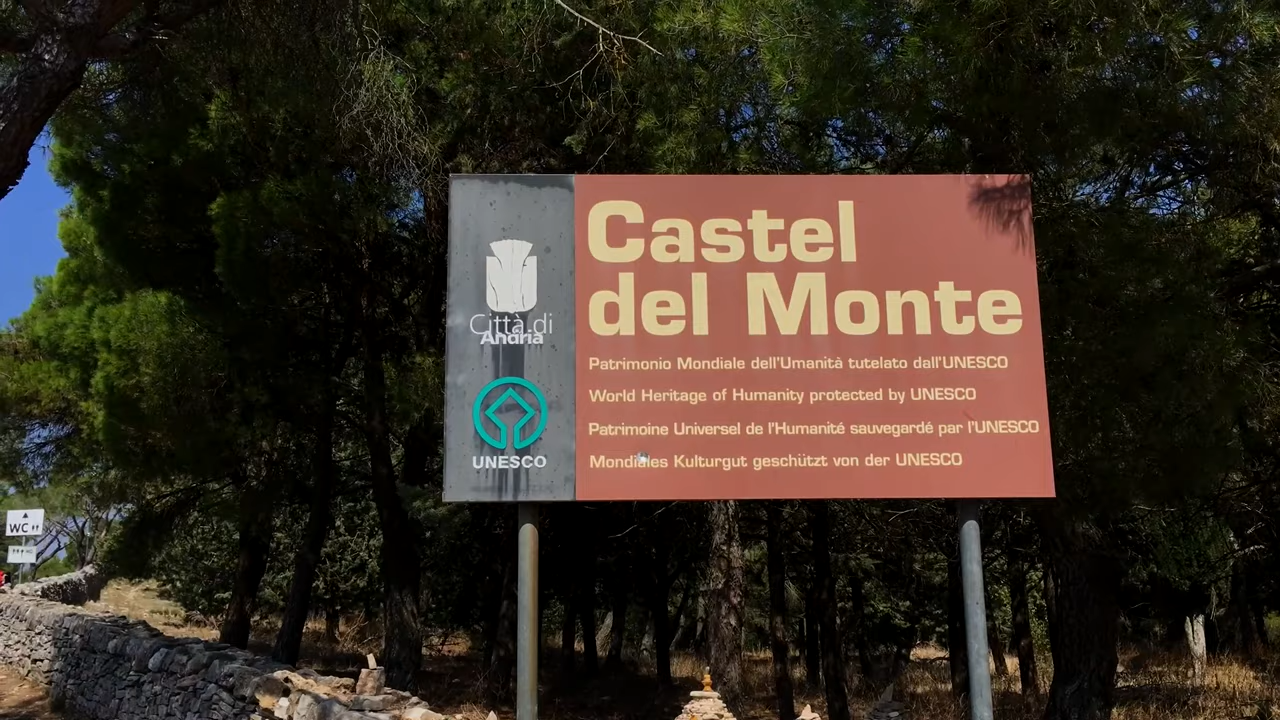 Castel
del Monte
Patrimonio Mondiale dell'Umanità tutelato dall'UNESCO
World Heritage of Humanity protected by UNESCO
Patrimoine Universel de l'Humanité sauvegardé par l'UNESCO
Mondiales Kulturgut geschützt von der UNESCO
Città di
Andria
UNESCO
WC